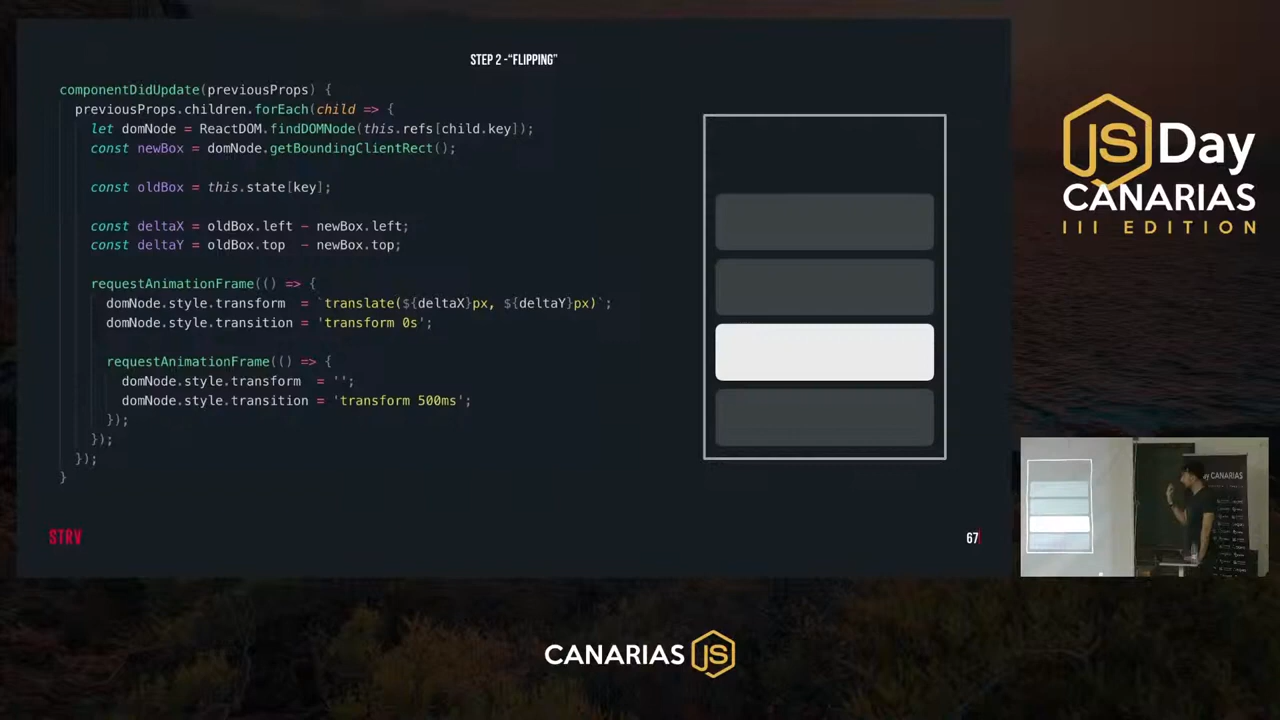 STEP 2 -“FLIPPING”
componentDidUpdate(previousProps) {
previousProps.children.forEach(child => {
let domNode = ReactDOM.findDOMNode(this.refs[child.key]);
const newBox = domNode.getBoundingClientRect();
const oldBox = this.state[key];
const deltaX = oldBox.left - newBox.left;
const deltaY = oldBox.top  - newBox.top;
requestAnimationFrame(() => {
domNode.style.transform  = `translate(${deltaX}px, ${deltaY}px)`;
domNode.style.transition = 'transform 0s';
requestAnimationFrame(() => {
domNode.style.transform  = '';
domNode.style.transition = 'transform 500ms';
});
});
});
}
STRV
67
JS Day
CANARIAS
III EDITION
Day CANARIAS
CANARIAS JS